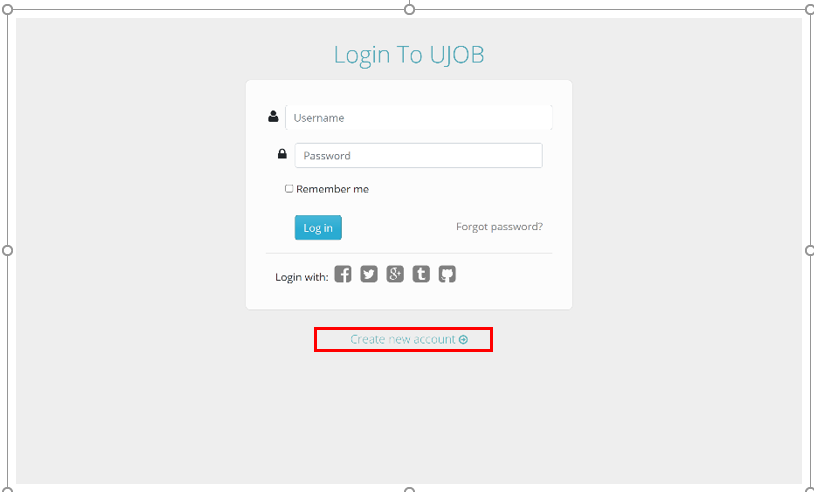 Login To UJOB
Username
Password
Remember me
Log in
Forgot password?
Login with:
Create new account